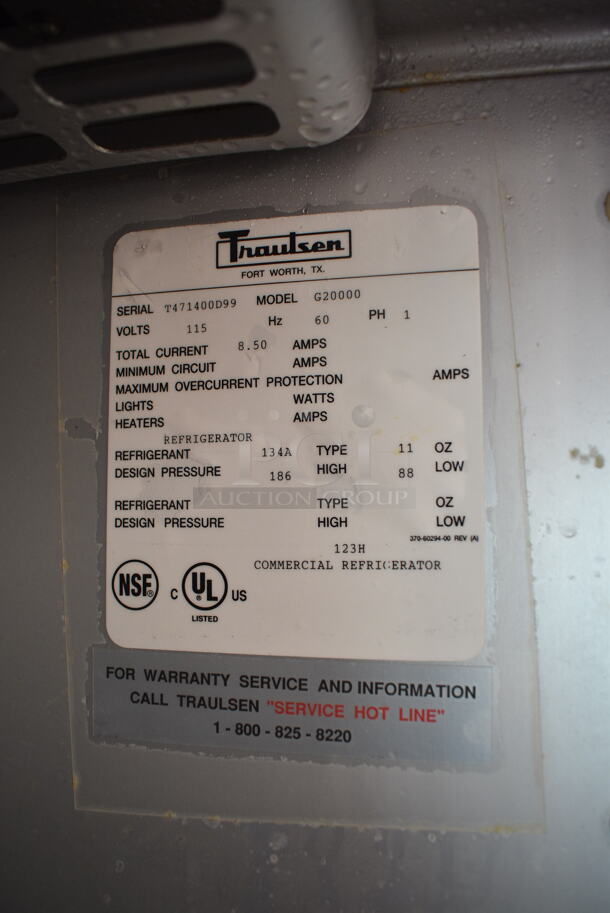 Traulsen
FORT WORTH, TX.
SERIAL T471400D99 MODEL G20000
VOLTS 115 Hz 60 PH 1
TOTAL CURRENT 8.50 AMPS
MINIMUM CIRCUIT AMPS
MAXIMUM OVERCURRENT PROTECTION AMPS
LIGHTS WATTS
HEATERS AMPS
REFRIGERATOR
REFRIGERANT 134A TYPE 11 OZ
DESIGN PRESSURE 186 HIGH 88 LOW
AUCTION GROUP
REFRIGERANT TYPE OZ
DESIGN PRESSURE HIGH LOW
370-60294-00 REV (A)
123H
COMMERCIAL REFRIGERATOR
NSF®
C UL® US
LISTED
FOR WARRANTY SERVICE AND INFORMATION
CALL TRAULSEN "SERVICE HOT LINE"
1 - 800 - 825 - 8220